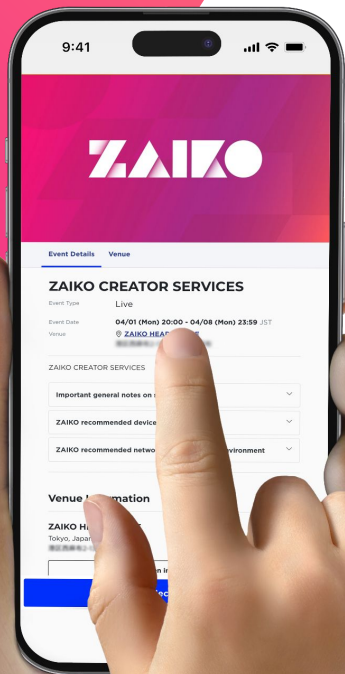 9:41
ZAIKO
Event Details Venue
ZAIKO CREATOR SERVICES
Event Type Live
Event Date 04/01 (Mon) 20:00 - 04/08 (Mon) 23:59 JST
Venue ZAIKO
ZAIKO CREATOR SERVICES
Important general notes on
ZAIKO recommended device
ZAIKO recommended environment
Venue
ZAIKO
Tokyo, Japan